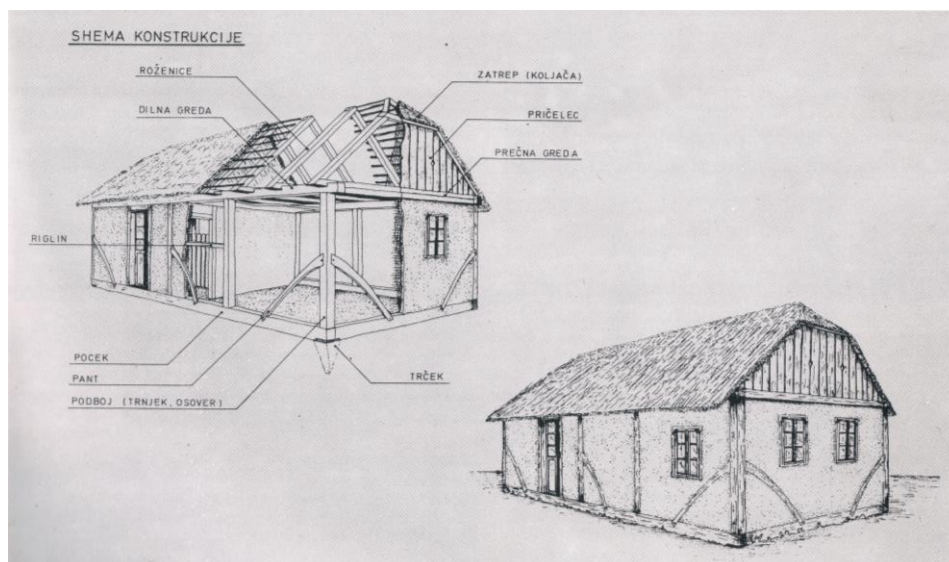 SHEMA KONSTRUKCIJE
ROŽENICE
DILNA GREDA
ZATREP (KOLJAČA)
PRIČELEC
PREČNA GREDA
RIGLIN
POCEK
PANT
PODBOJ (TRNJEK, OSOVER)
TRČEK